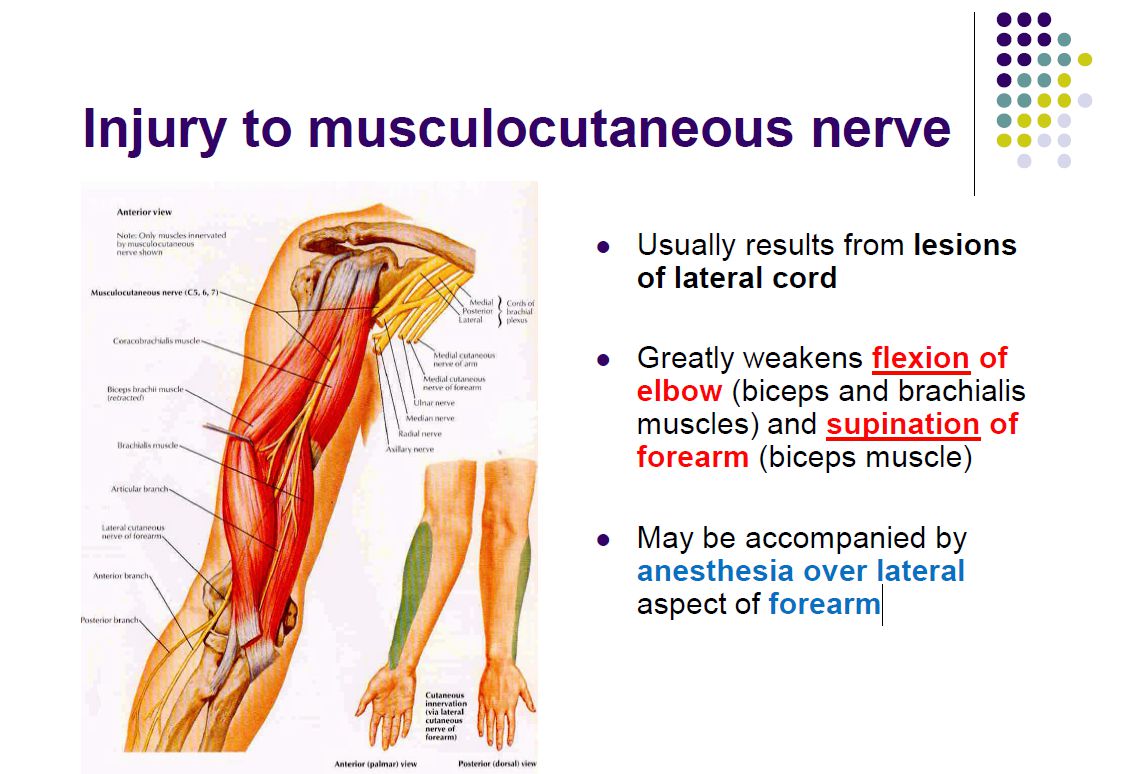 Injury to musculocutaneous nerve
Anterior view
Note: Only muscles innervated
by musculocutaneous
nerve shown
Musculocutaneous nerve (C5, 6, 7)
Coracobrachialis muscle
Biceps brachii muscle
(retracted)
Brachialis muscle
Articular branch
Lateral cutaneous
nerve of forearm
Anterior branch
Posterior branch
Medial
Posterior
Lateral
Cords of
brachial
plexus
Medial cutaneous
nerve of arm
Medial cutaneous
nerve of forearm
Ulnar nerve
Median nerve
Radial nerve
Axillary nerve
Cutaneous
innervation
(via lateral
cutaneous
nerve of
forearm)
Anterior (palmar) view
Posterior (dorsal) view
Usually results from lesions
of lateral cord
Greatly weakens flexion of
elbow (biceps and brachialis
muscles) and supination of
forearm (biceps muscle)
May be accompanied by
anesthesia over lateral
aspect of forearm